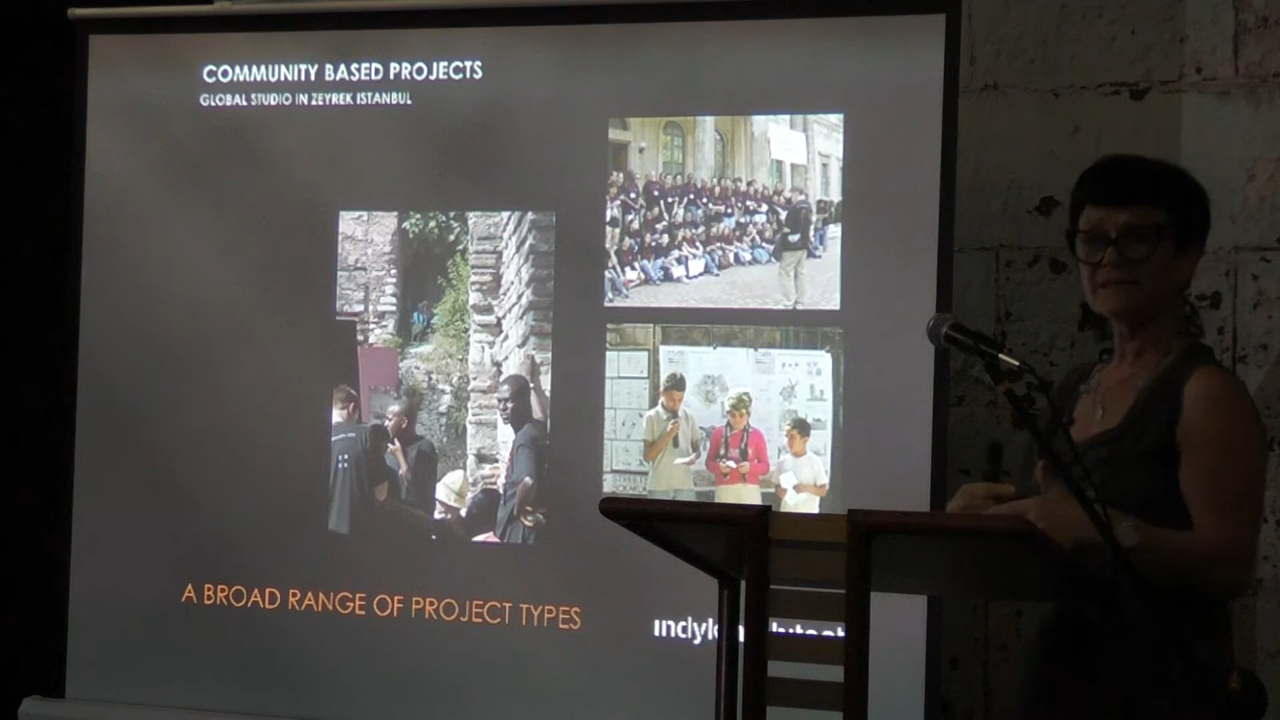 COMMUNITY BASED PROJECTS
GLOBAL STUDIO IN ZEYREK ISTANBUL
A BROAD RANGE OF PROJECT TYPES